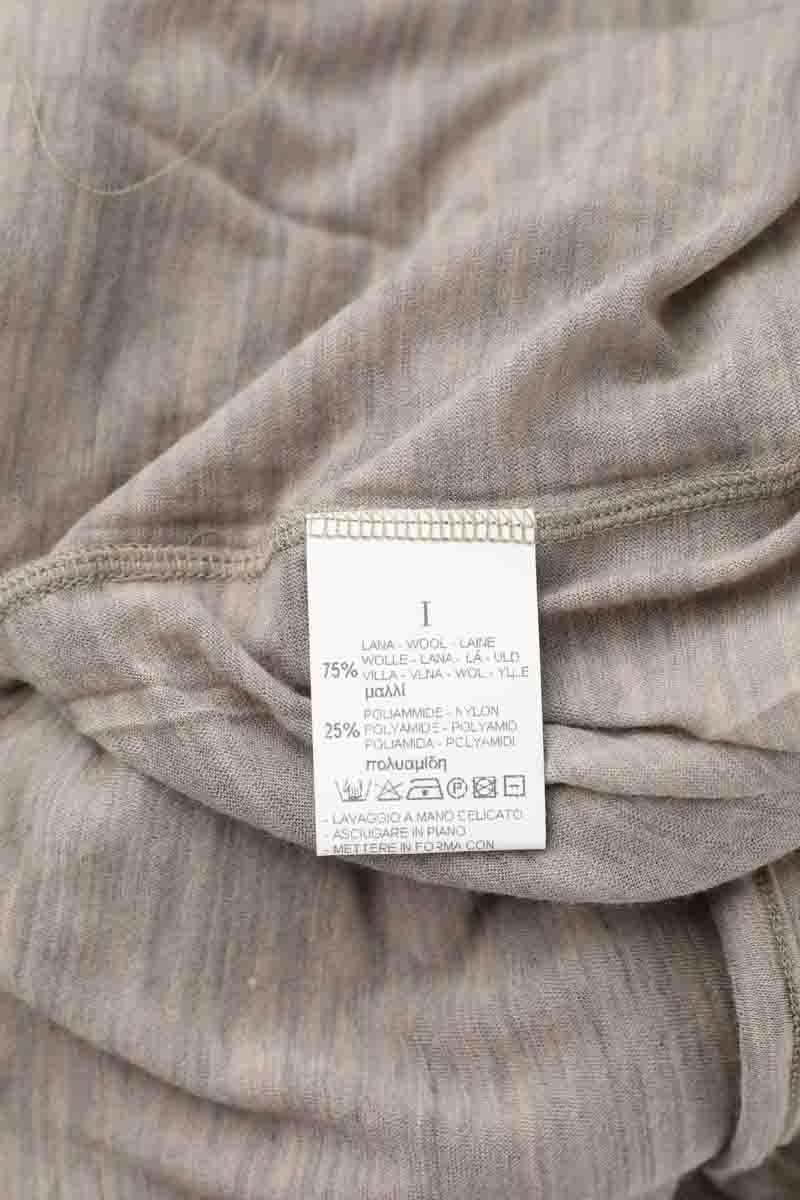 I
LANA - WOOL - LAINE
WOLLE - LANA - LÃ - ULD
75% VILLA - VLNA - WOL - YLLE
μαλλί
POLIAMMIDE - NYLON
25% POLYAMIDE - POLYAMID
POLIAMIDA - POLYAMIDI
πολυαμίδη
P
- LAVAGGIO A MANO DELICATO
- ASCIUGARE IN PIANO
- METTERE IN FORMA CON